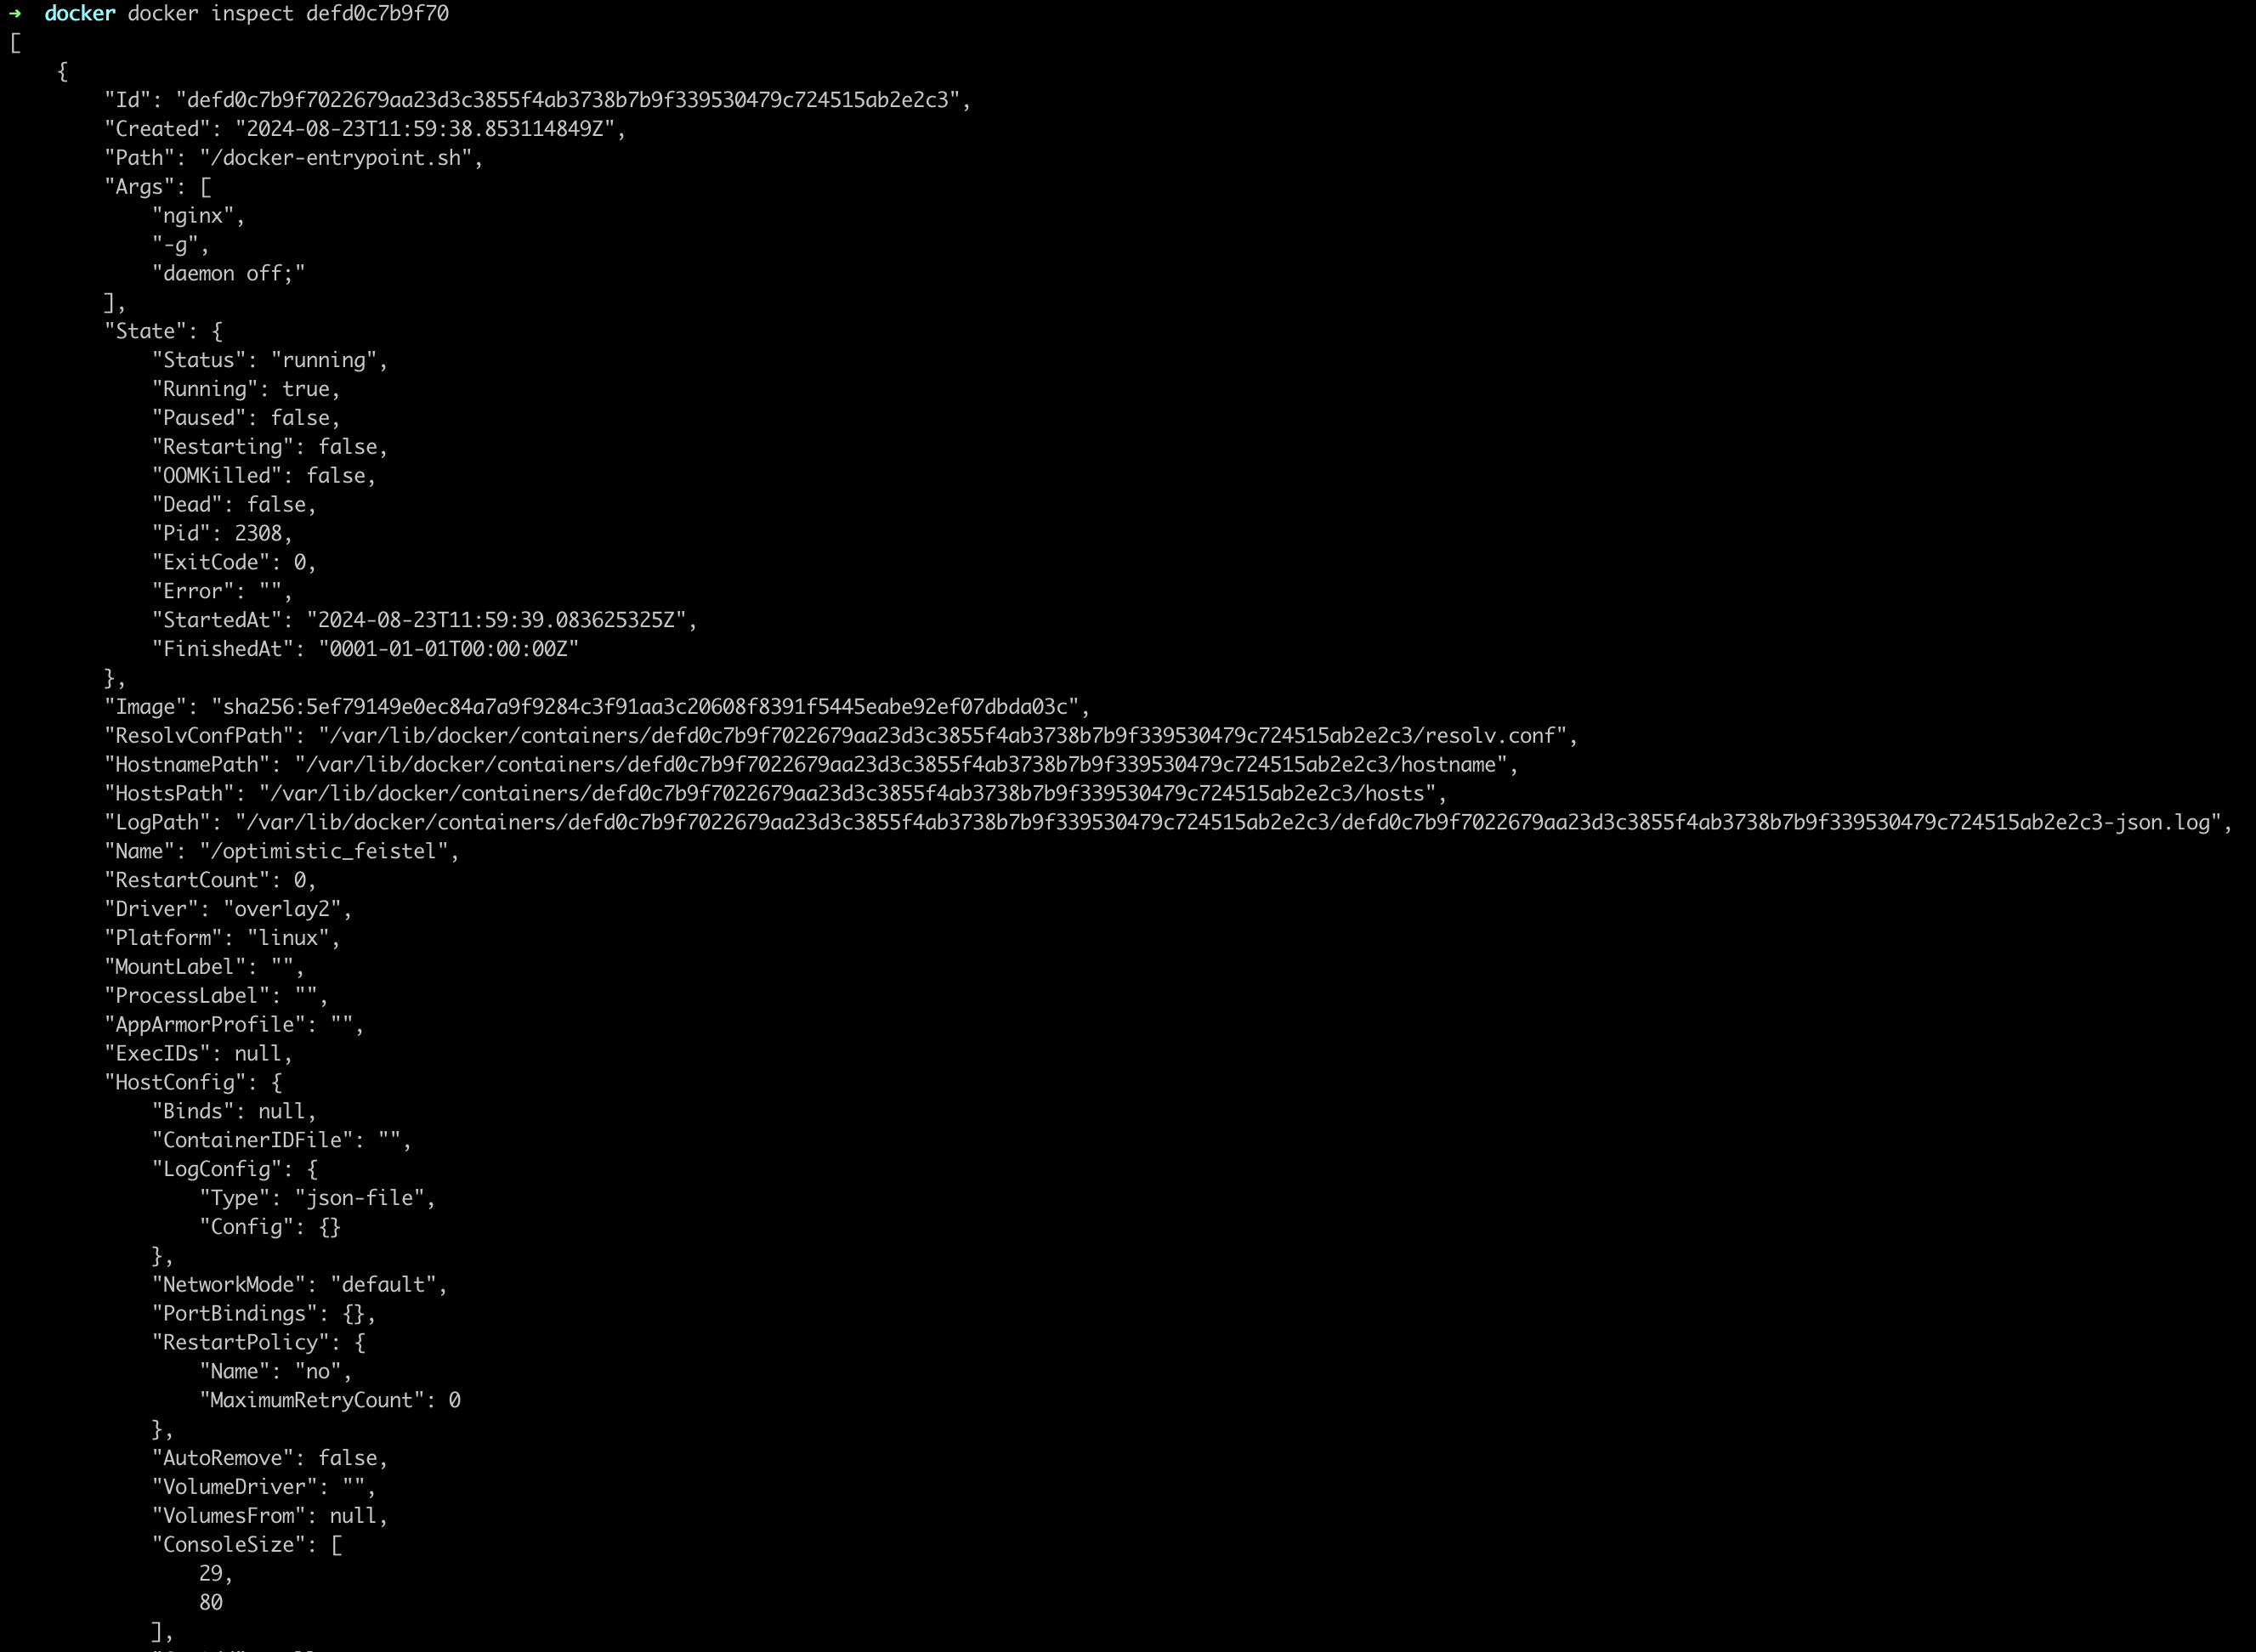 → docker docker inspect defd0c7b9f70
[
    {
        "Id": "defd0c7b9f7022679aa23d3c3855f4ab3738b7b9f339530479c724515ab2e2c3",
        "Created": "2024-08-23T11:59:38.853114849Z",
        "Path": "/docker-entrypoint.sh",
        "Args": [
            "nginx",
            "-g",
            "daemon off;"
        ],
        "State": {
            "Status": "running",
            "Running": true,
            "Paused": false,
            "Restarting": false,
            "OOMKilled": false,
            "Dead": false,
            "Pid": 2308,
            "ExitCode": 0,
            "Error": "",
            "StartedAt": "2024-08-23T11:59:39.083625325Z",
            "FinishedAt": "0001-01-01T00:00:00Z"
        },
        "Image": "sha256:5ef79149e0ec84a7a9f9284c3f91aa3c20608f8391f5445eabe92ef07dbda03c",
        "ResolvConfPath": "/var/lib/docker/containers/defd0c7b9f7022679aa23d3c3855f4ab3738b7b9f339530479c724515ab2e2c3/resolv.conf",
        "HostnamePath": "/var/lib/docker/containers/defd0c7b9f7022679aa23d3c3855f4ab3738b7b9f339530479c724515ab2e2c3/hostname",
        "HostsPath": "/var/lib/docker/containers/defd0c7b9f7022679aa23d3c3855f4ab3738b7b9f339530479c724515ab2e2c3/hosts",
        "LogPath": "/var/lib/docker/containers/defd0c7b9f7022679aa23d3c3855f4ab3738b7b9f339530479c724515ab2e2c3/defd0c7b9f7022679aa23d3c3855f4ab3738b7b9f339530479c724515ab2e2c3-json.log",
        "Name": "/optimistic_feistel",
        "RestartCount": 0,
        "Driver": "overlay2",
        "Platform": "linux",
        "MountLabel": "",
        "ProcessLabel": "",
        "AppArmorProfile": "",
        "ExecIDs": null,
        "HostConfig": {
            "Binds": null,
            "ContainerIDFile": "",
            "LogConfig": {
                "Type": "json-file",
                "Config": {}
            },
            "NetworkMode": "default",
            "PortBindings": {},
            "RestartPolicy": {
                "Name": "no",
                "MaximumRetryCount": 0
            },
            "AutoRemove": false,
            "VolumeDriver": "",
            "VolumesFrom": null,
            "ConsoleSize": [
                29,
                80
            ],